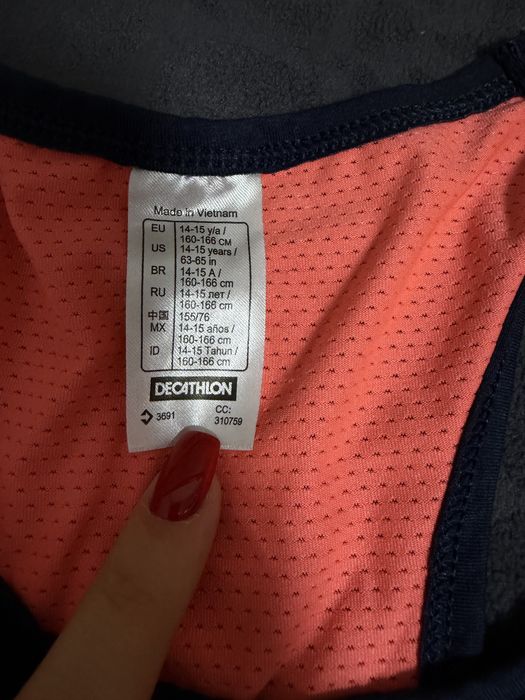 Made in Vietnam
EU 14-15 y/a /
160-166 cм
US 14-15 years /
63-65 in
BR 14-15 A /
160-166 cm
RU 14-15 лет /
160-166 cm
中国 155/76
MX 14-15 años /
160-166 cm
ID 14-15 Tahun /
160-166 cm
DECATHLON
3691 CC:
310759